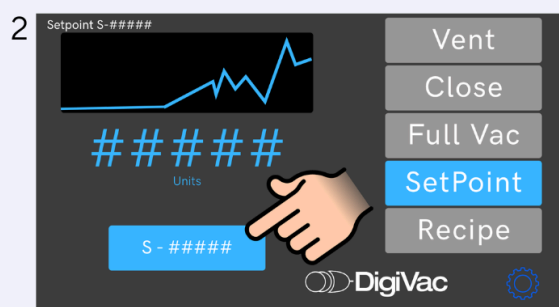 2
Setpoint S-#####
#####
Units
S - #####
Vent
Close
Full Vac
SetPoint
Recipe
DigiVac